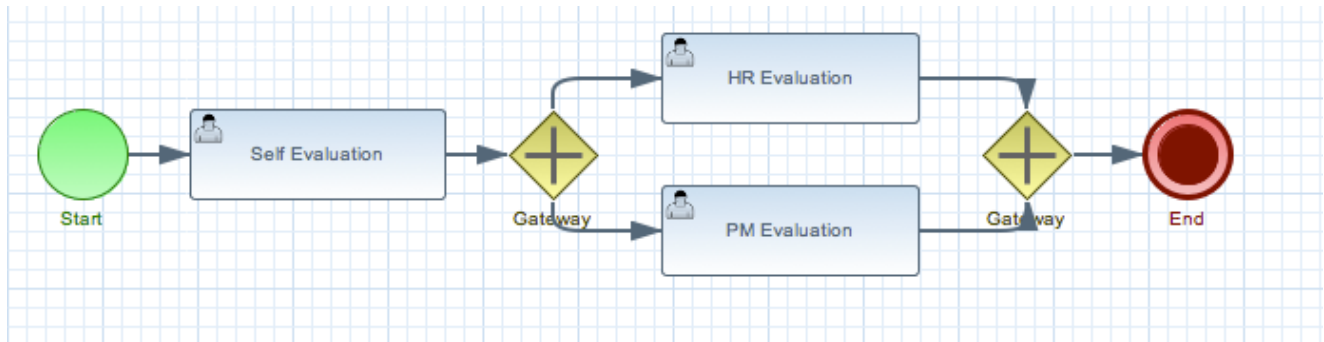 HR Evaluation
Self Evaluation
Start
Gateway
Gateway
End
PM Evaluation